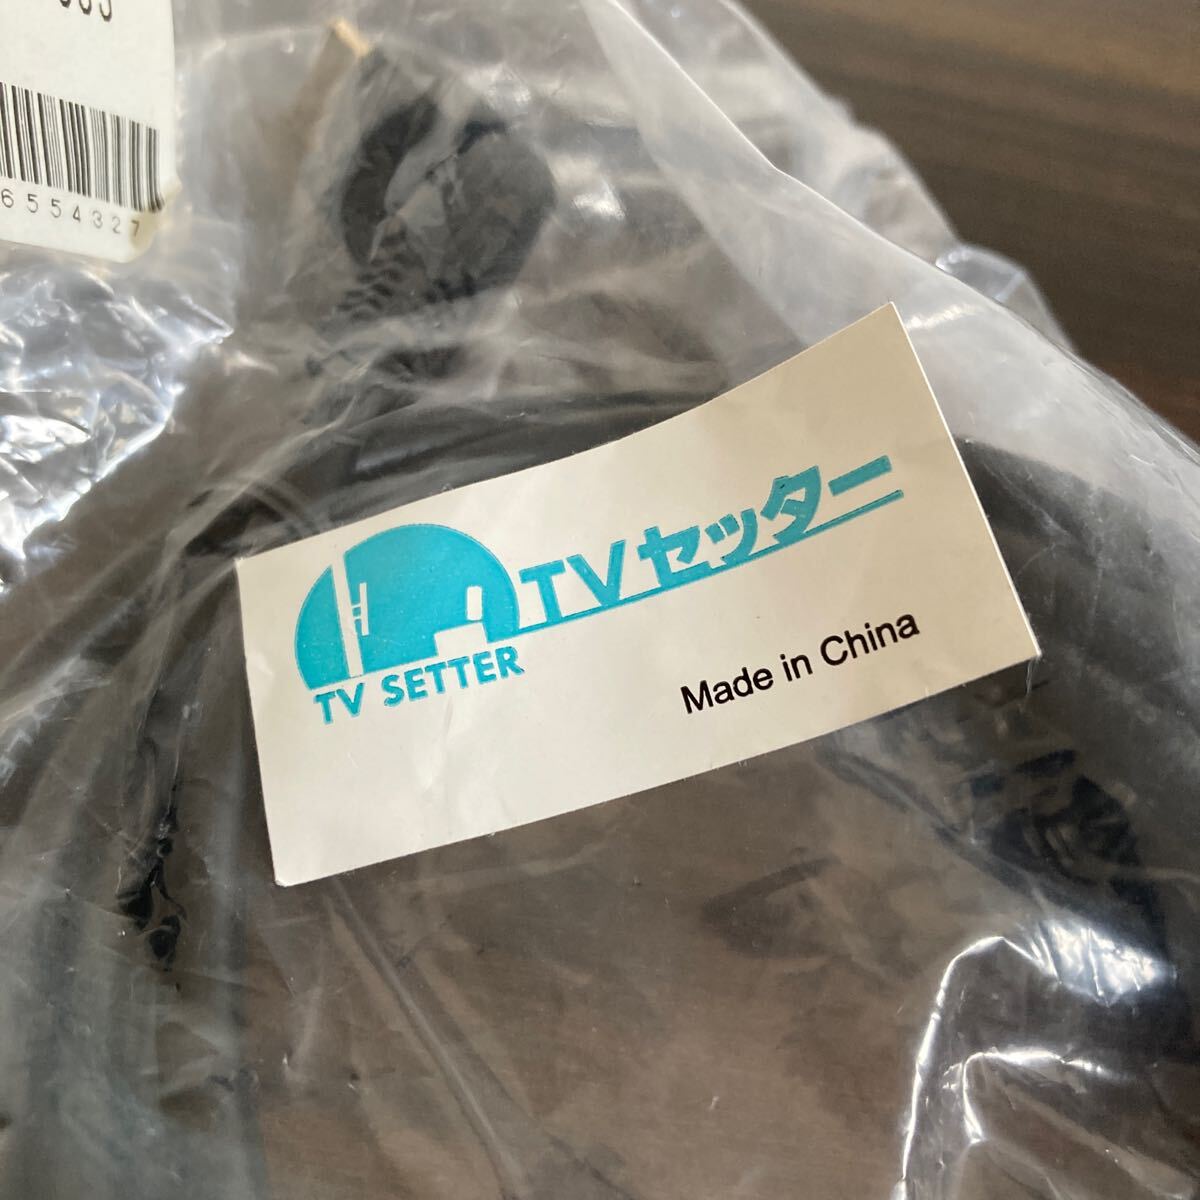 6554327
TVセッター
TV SETTER
Made in China